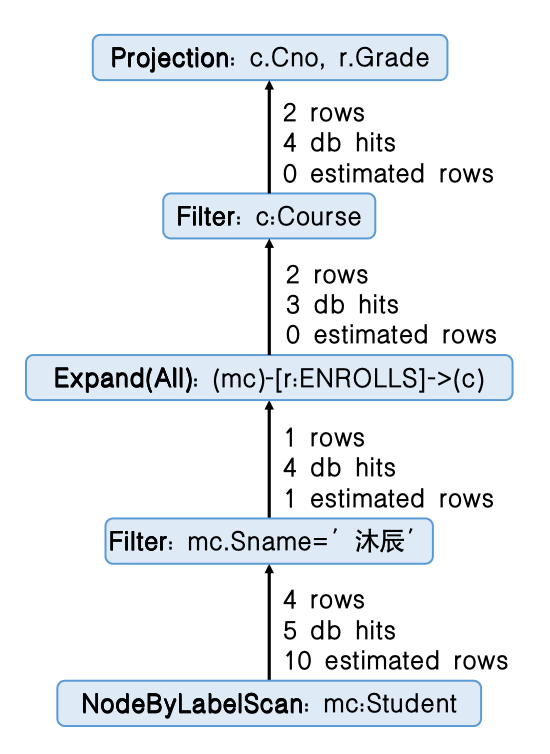 Projection: c.Cno, r.Grade
2 rows
4 db hits
0 estimated rows
Filter: c:Course
2 rows
3 db hits
0 estimated rows
Expand(All): (mc)-[r:ENROLLS]->(c)
1 rows
4 db hits
1 estimated rows
Filter: mc.Sname=′沐辰′
4 rows
5 db hits
10 estimated rows
NodeByLabelScan: mc:Student